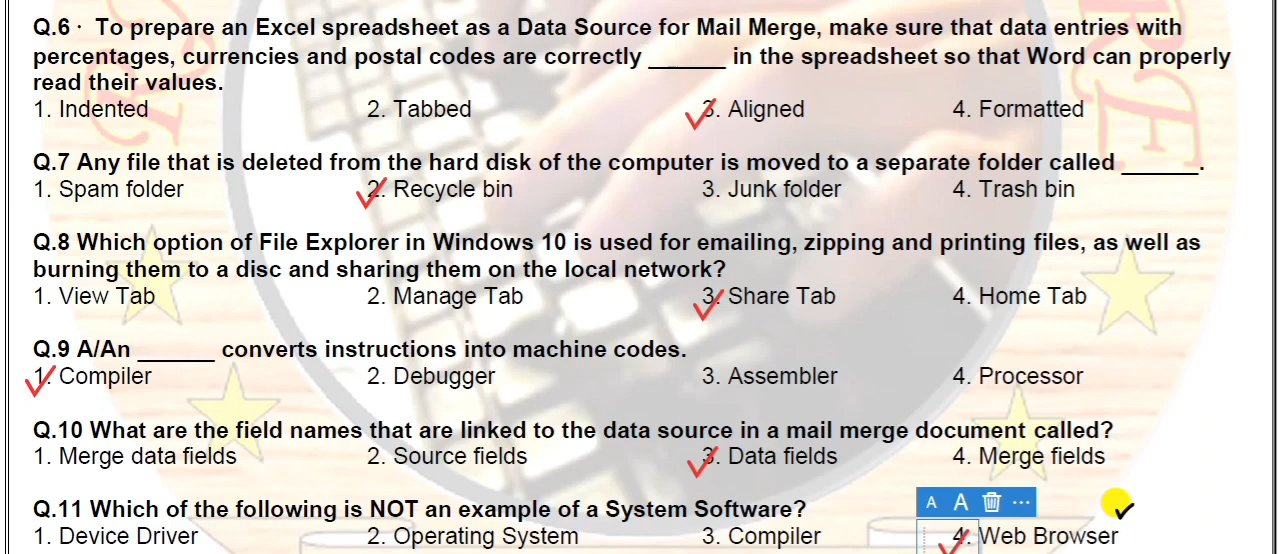 Q.6 · To prepare an Excel spreadsheet as a Data Source for Mail Merge, make sure that data entries with
percentages, currencies and postal codes are correctly ______ in the spreadsheet so that Word can properly
read their values.
1. Indented 2. Tabbed 3. Aligned 4. Formatted
Q.7 Any file that is deleted from the hard disk of the computer is moved to a separate folder called ______.
1. Spam folder 2. Recycle bin 3. Junk folder 4. Trash bin
Q.8 Which option of File Explorer in Windows 10 is used for emailing, zipping and printing files, as well as
burning them to a disc and sharing them on the local network?
1. View Tab 2. Manage Tab 3. Share Tab 4. Home Tab
Q.9 A/An ______ converts instructions into machine codes.
1. Compiler 2. Debugger 3. Assembler 4. Processor
Q.10 What are the field names that are linked to the data source in a mail merge document called?
1. Merge data fields 2. Source fields 3. Data fields 4. Merge fields
Q.11 Which of the following is NOT an example of a System Software?
A A ...
1. Device Driver 2. Operating System 3. Compiler 4. Web Browser